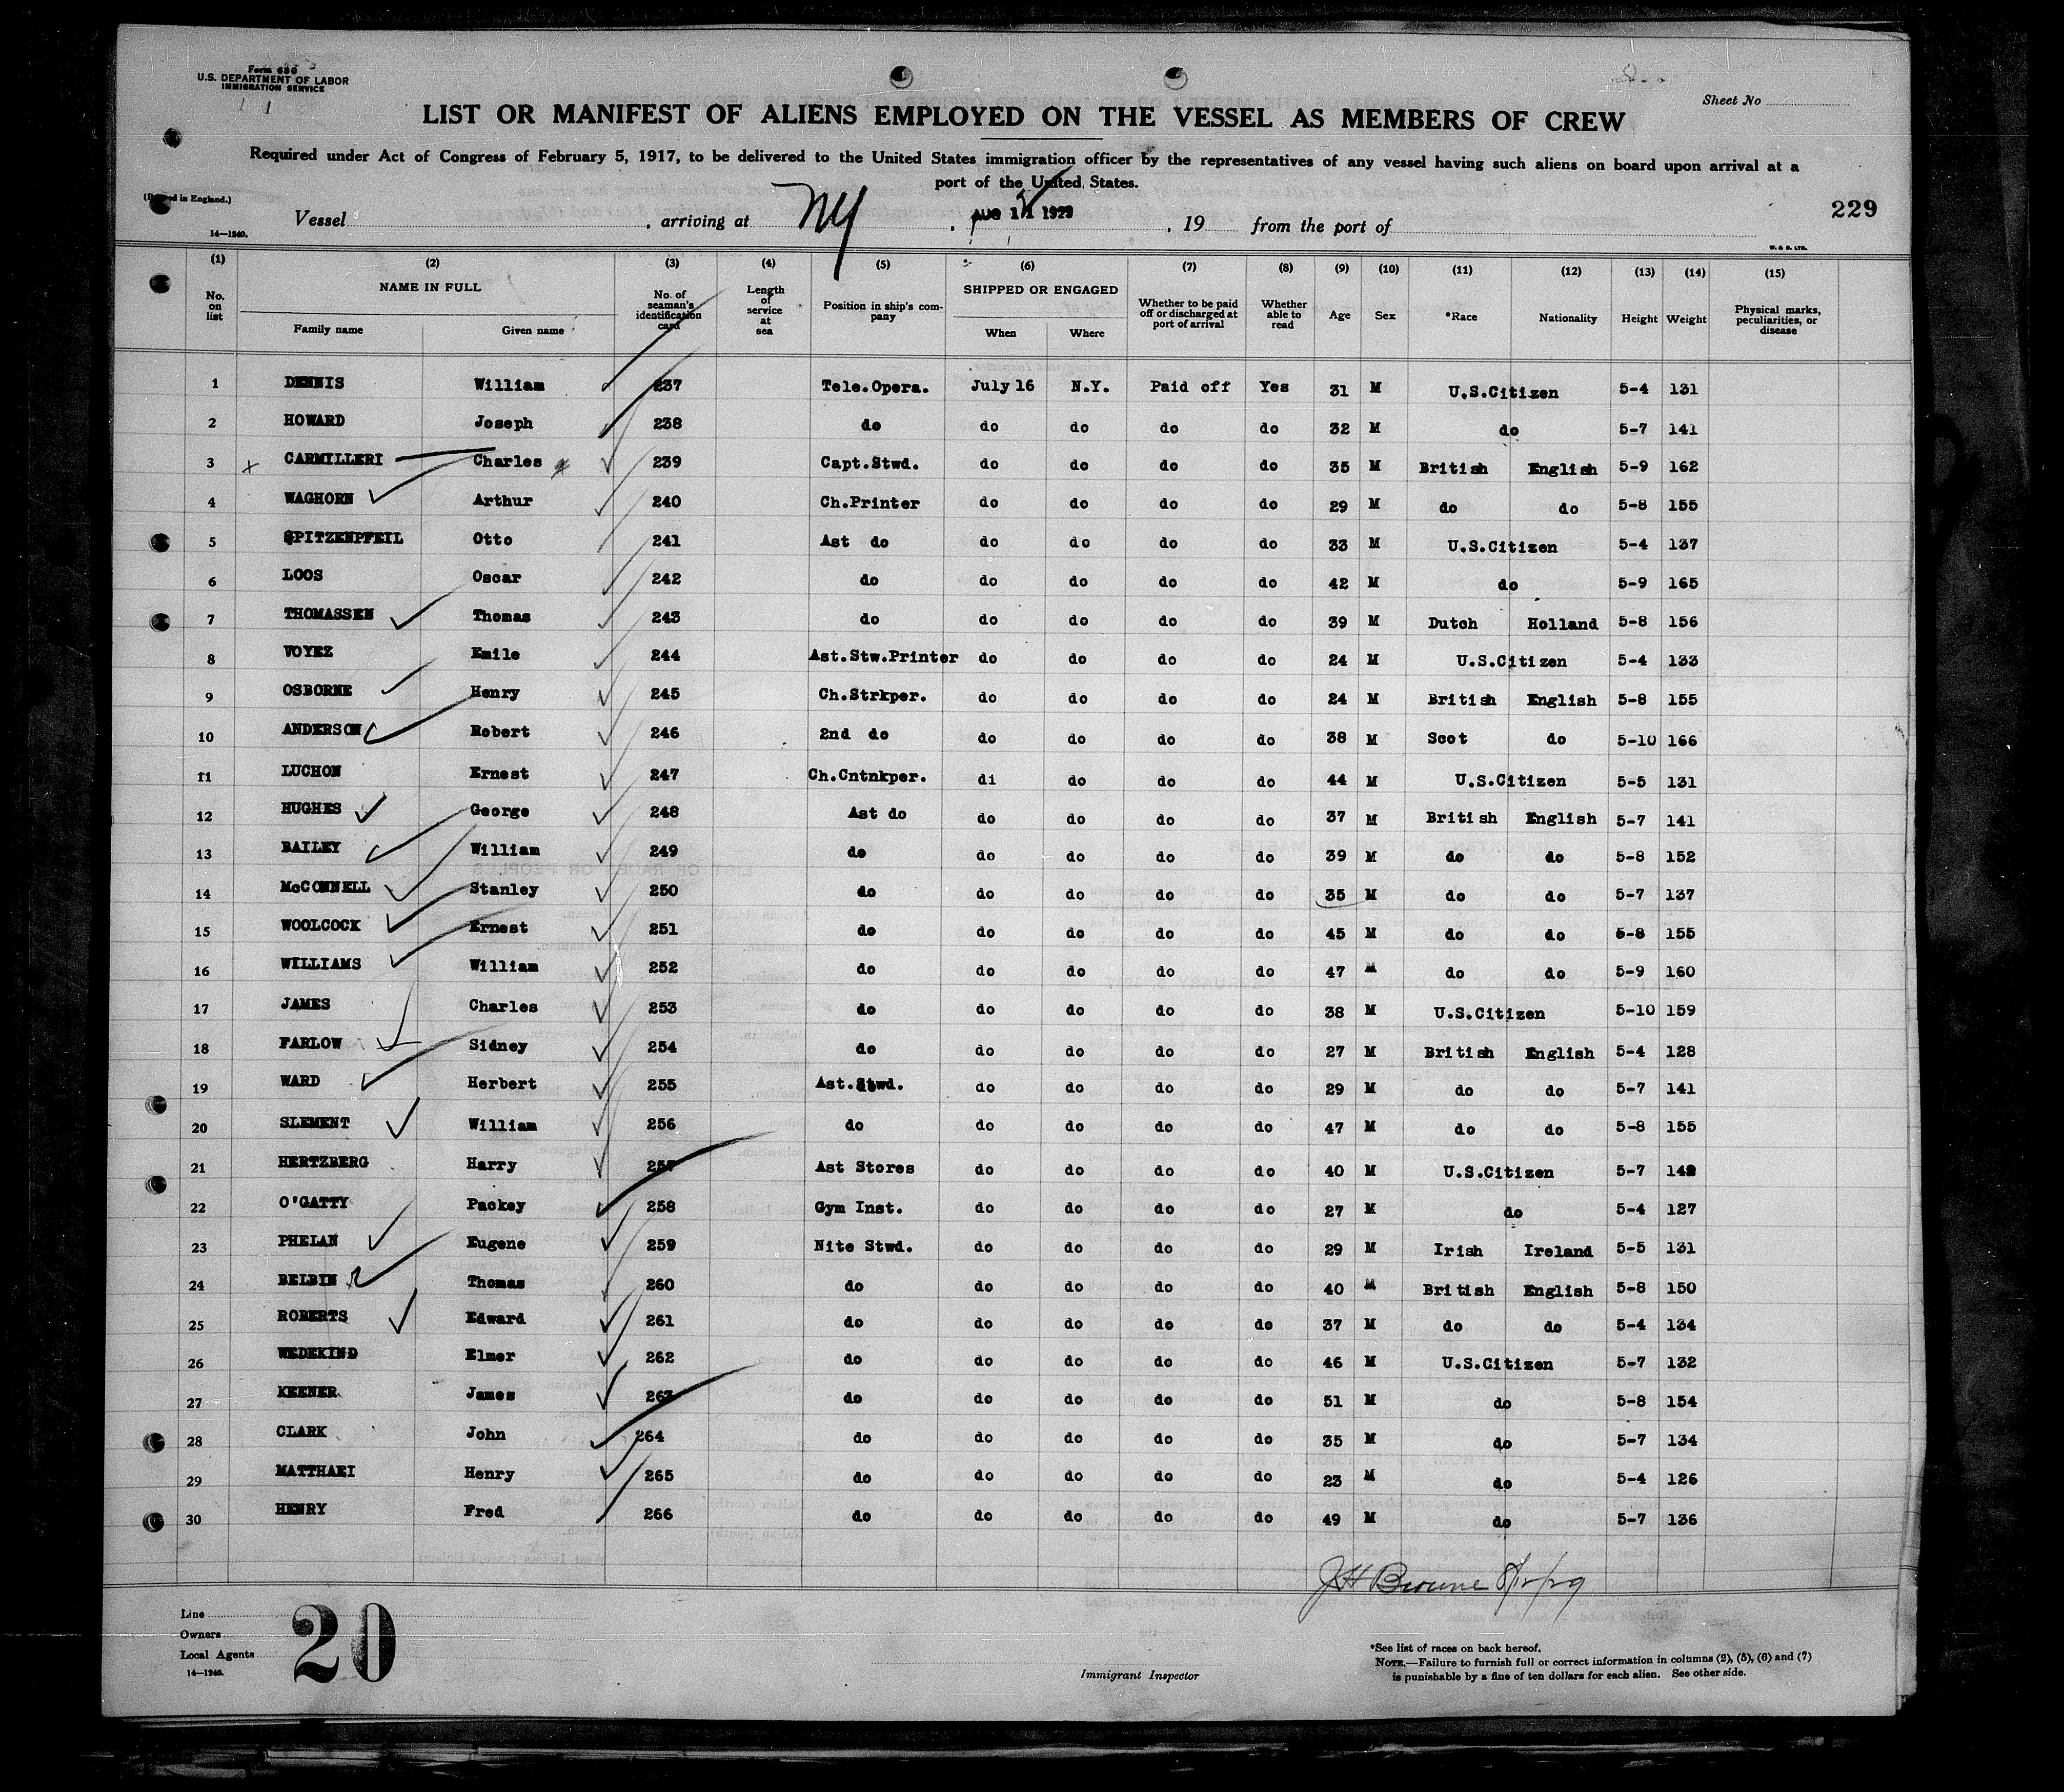 Form 680
U.S. DEPARTMENT OF LABOR
IMMIGRATION SERVICE
Sheet No
LIST OR MANIFEST OF ALIENS EMPLOYED ON THE VESSEL AS MEMBERS OF CREW
Required under Act of Congress of February 5, 1917, to be delivered to the United States immigration officer by the representatives of any vessel having such aliens on board upon arrival at a
port of the United States.
(Printed in England.)
229
Vessel , arriving at NY , AUG 1929 , 19 from the port of
14—1240.
W. & S. LTD.
(1) (2) (3) (4) (5) (6) (7) (8) (9) (10) (11) (12) (13) (14) (15)
No. on list NAME IN FULL Family name Given name No. of seaman's identification card Length of service at sea Position in ship's company SHIPPED OR ENGAGED When Where Whether to be paid off or discharged at port of arrival Whether able to read Age Sex *Race Nationality Height Weight Physical marks, peculiarities, or disease
1 DENNIS William 237 Tele.Opera. July 16 N.Y. Paid off Yes 31 M U.S.Citizen 5-4 131
2 HOWARD Joseph 238 do do do do do 32 M do 5-7 141
3 x CARMILLERI Charles 239 Capt.Stwd. do do do do 35 M British English 5-9 162
4 WAGHORN Arthur 240 Ch.Printer do do do do 29 M do do 5-8 155
5 SPITZENPFEIL Otto 241 Ast do do do do do 33 M U.S.Citizen 5-4 137
6 LOOS Oscar 242 do do do do do 42 M do 5-9 165
7 THOMASSEN Thomas 243 do do do do do 39 M Dutch Holland 5-8 156
8 VOYEZ Emile 244 Ast.Stw.Printer do do do do 24 M U.S.Citizen 5-4 133
9 OSBORNE Henry 245 Ch.Strkper. do do do do 24 M British English 5-8 155
10 ANDERSON Robert 246 2nd do do do do do 38 M Scot do 5-10 166
11 LUCHON Ernest 247 Ch.Cntnkper. di do do do 44 M U.S.Citizen 5-5 131
12 HUGHES George 248 Ast do do do do do 37 M British English 5-7 141
13 BAILEY William 249 do do do do do 39 M do do 5-8 152
14 McCONNELL Stanley 250 do do do do do 35 M do do 5-7 137
15 WOOLCOCK Ernest 251 do do do do do 45 M do do 5-8 155
16 WILLIAMS William 252 do do do do do 47 M do do 5-9 160
17 JAMES Charles 253 do do do do do 38 M U.S.Citizen 5-10 159
18 FARLOW Sidney 254 do do do do do 27 M British English 5-4 128
19 WARD Herbert 255 Ast.Stwd. do do do do 29 M do do 5-7 141
20 SLEMENT William 256 do do do do do 47 M do do 5-8 155
21 HERTZBERG Harry 257 Ast Stores do do do do 40 M U.S.Citizen 5-7
22 O'GATTY Packey 258 Gym Inst. do do do do 27 M do 5-4 127
23 PHELAN Eugene 259 Nite Stwd. do do do do 29 M Irish Ireland 5-5 131
24 BELBIN Thomas 260 do do do do do 40 M British English 5-8 150
25 ROBERTS Edward 261 do do do do do 37 M do do 5-4 134
26 WEDEKIND Elmer 262 do do do do do 46 M U.S.Citizen 5-7 132
27 KEENER James 263 do do do do do 51 M do 5-8 154
28 CLARK John 264 do do do do do 35 M do 5-7 134
29 MATTHAEI Henry 265 do do do do do 23 M do 5-4 126
30 HENRY Fred 266 do do do do do 49 M do 5-7 136
JH Browne 8/12/29
Line
Owners
Local Agents
14—1240.
20
Immigrant Inspector
*See list of races on back hereof.
NOTE.—Failure to furnish full or correct information in columns (2), (5), (6) and (7)
is punishable by a fine of ten dollars for each alien. See other side.